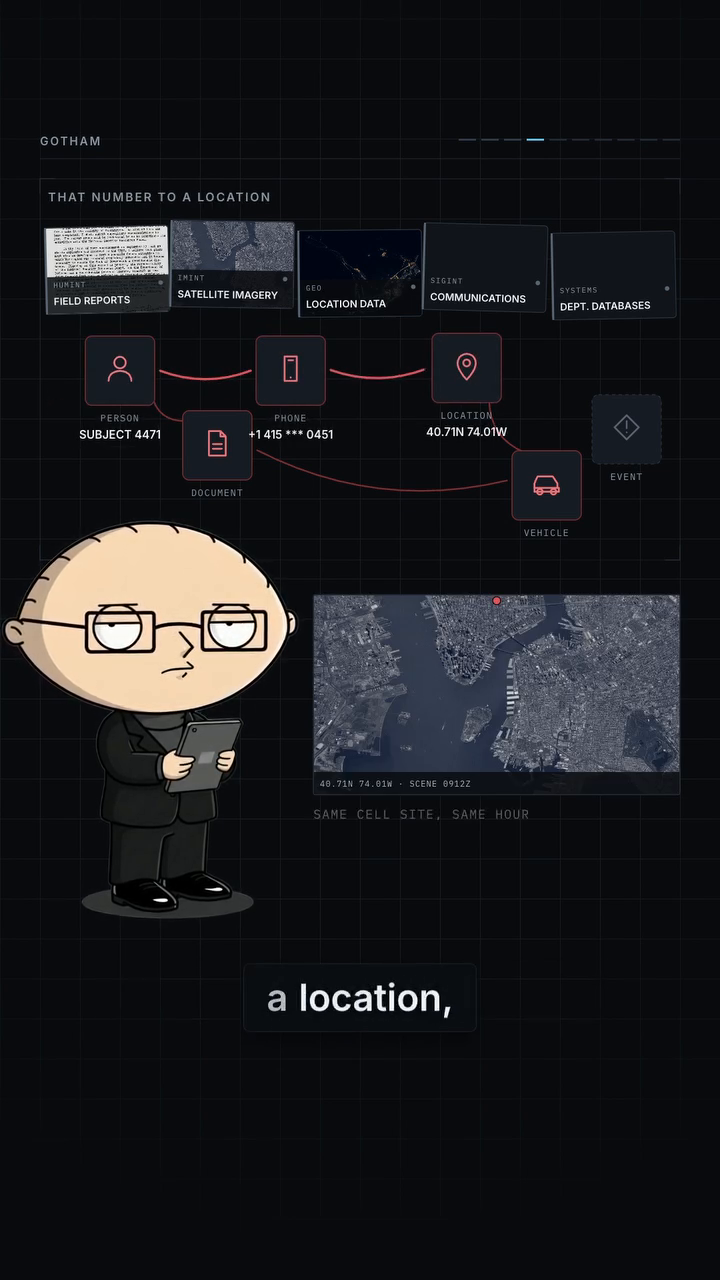 GOTHAM
THAT NUMBER TO A LOCATION
HUMINT
FIELD REPORTS
IMINT
SATELLITE IMAGERY
GEO
LOCATION DATA
SIGINT
COMMUNICATIONS
SYSTEMS
DEPT. DATABASES
PERSON
SUBJECT 4471
PHONE
+1 415 *** 0451
LOCATION
40.71N 74.01W
DOCUMENT
EVENT
VEHICLE
40.71N 74.01W · SCENE 0912Z
SAME CELL SITE, SAME HOUR
a location,